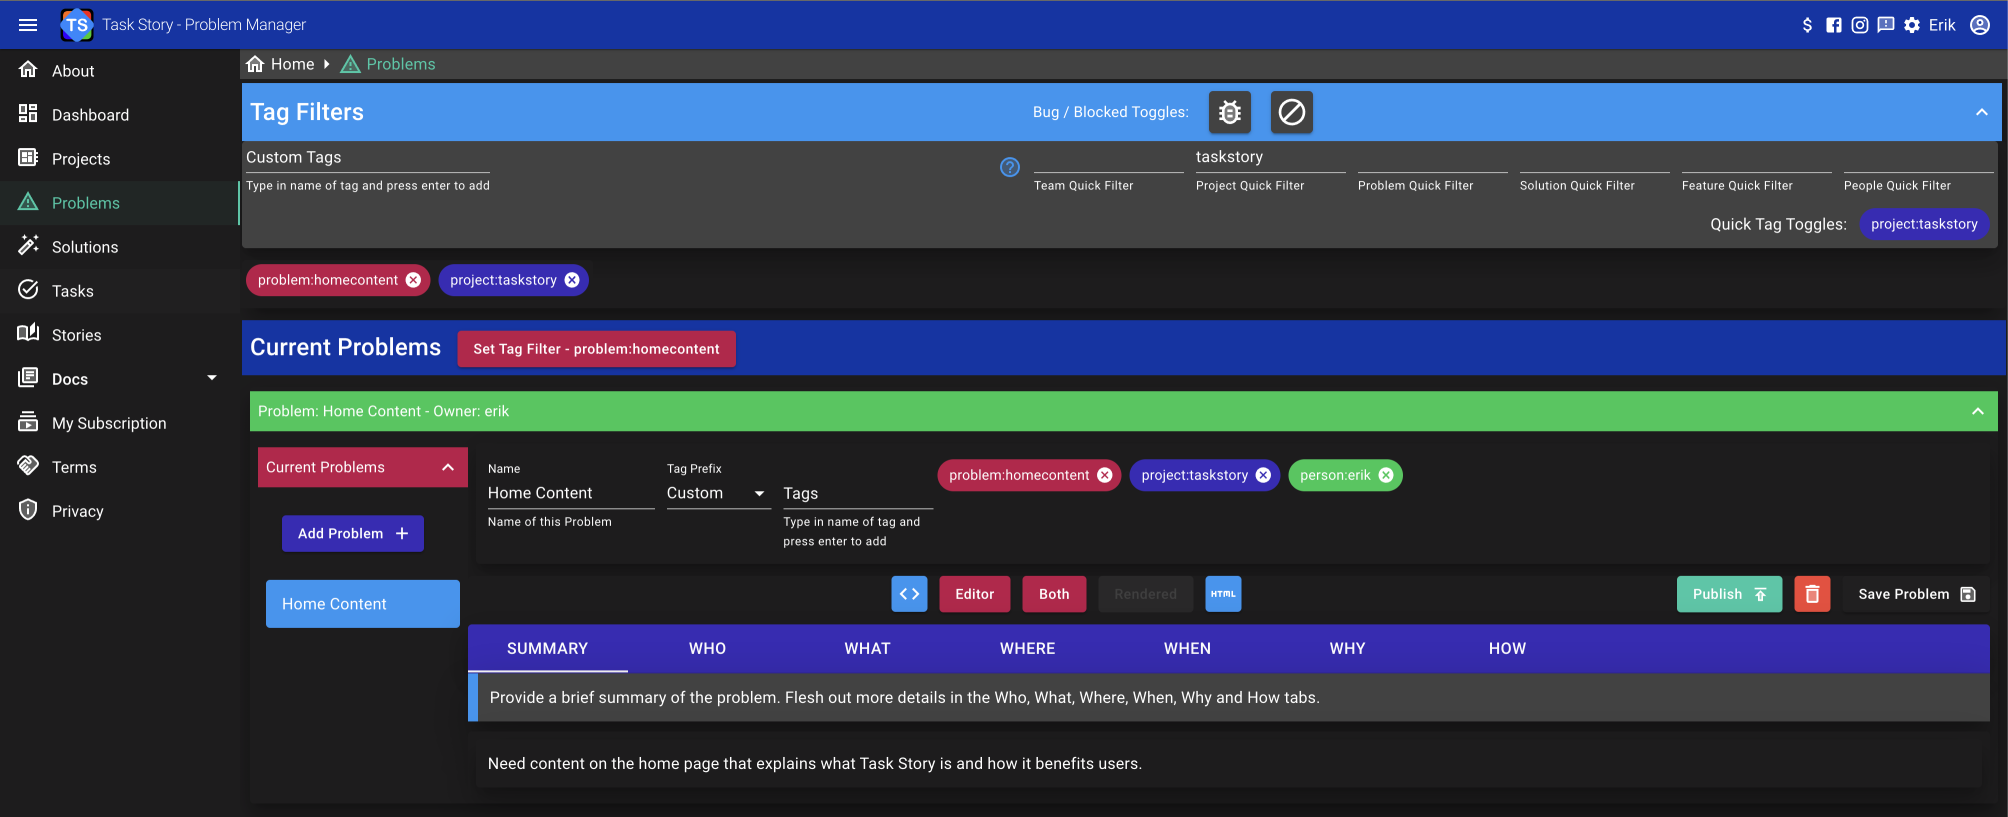 TS Task Story - Problem Manager
Erik
About
Dashboard
Projects
Problems
Solutions
Tasks
Stories
Docs
My Subscription
Terms
Privacy
Home Problems
Tag Filters
Bug / Blocked Toggles:
Custom Tags
Type in name of tag and press enter to add
?
taskstory
Team Quick Filter
Project Quick Filter
Problem Quick Filter
Solution Quick Filter
Feature Quick Filter
People Quick Filter
Quick Tag Toggles: project:taskstory
problem:homecontent project:taskstory
Current Problems
Set Tag Filter - problem:homecontent
Problem: Home Content - Owner: erik
Current Problems
Add Problem +
Home Content
Name
Home Content
Name of this Problem
Tag Prefix
Custom
Tags
Type in name of tag and
press enter to add
problem:homecontent project:taskstory person:erik
<> Editor Both Rendered HTML
Publish Save Problem
SUMMARY WHO WHAT WHERE WHEN WHY HOW
Provide a brief summary of the problem. Flesh out more details in the Who, What, Where, When, Why and How tabs.
Need content on the home page that explains what Task Story is and how it benefits users.